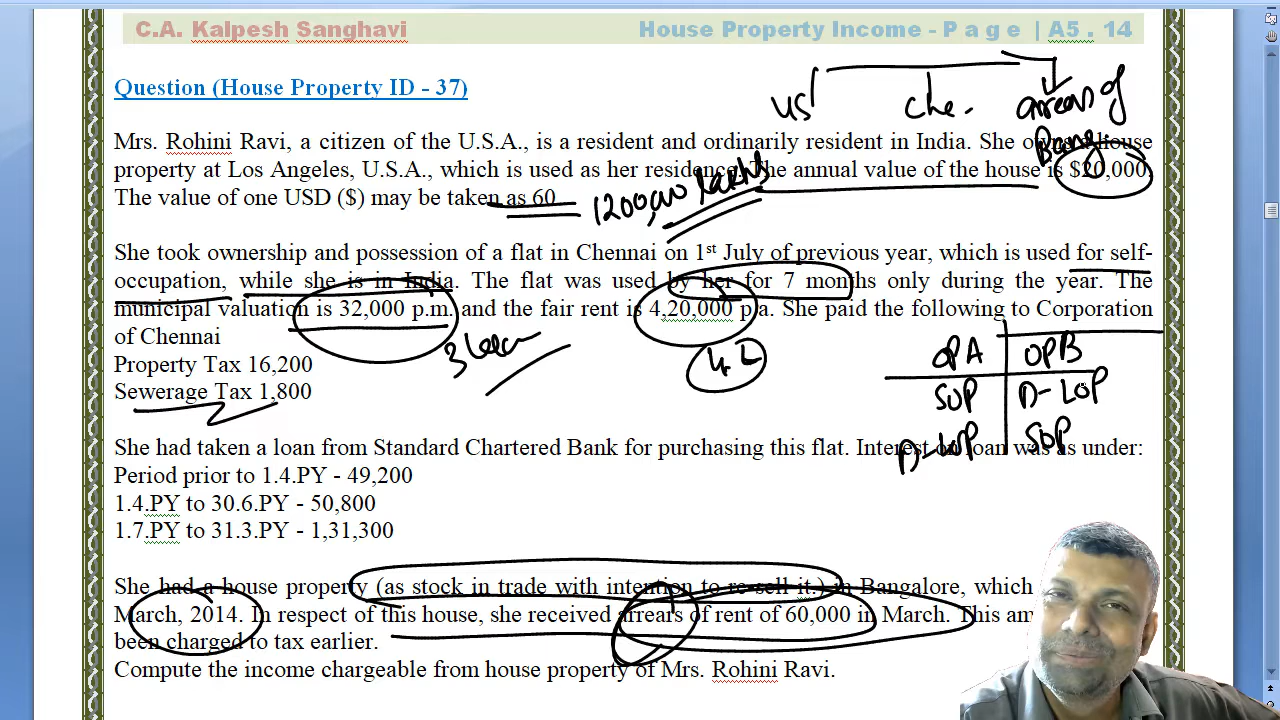 C.A. Kalpesh Sanghavi
House Property Income - P a g e | A5 . 14
Question (House Property ID - 37)
US
Che.
arrears of
Bang.
Mrs. Rohini Ravi, a citizen of the U.S.A., is a resident and ordinarily resident in India. She owns house
property at Los Angeles, U.S.A., which is used as her residence. The annual value of the house is $20,000.
The value of one USD ($) may be taken as 60
1200,000
She took ownership and possession of a flat in Chennai on 1st July of previous year, which is used for self-
occupation, while she is in India. The flat was used by her for 7 months only during the year. The
municipal valuation is 32,000 p.m. and the fair rent is 4,20,000 p.a. She paid the following to Corporation
of Chennai
Property Tax 16,200
Sewerage Tax 1,800
4 L
OPA OPB
SOP D-LOP
D-LOP SOP
She had taken a loan from Standard Chartered Bank for purchasing this flat. Interest on loan was as under:
Period prior to 1.4.PY - 49,200
1.4.PY to 30.6.PY - 50,800
1.7.PY to 31.3.PY - 1,31,300
She had a house property (as stock in trade with intention to re-sell it.) in Bangalore, which
March, 2014. In respect of this house, she received arrears of rent of 60,000 in March. This
been charged to tax earlier.
Compute the income chargeable from house property of Mrs. Rohini Ravi.